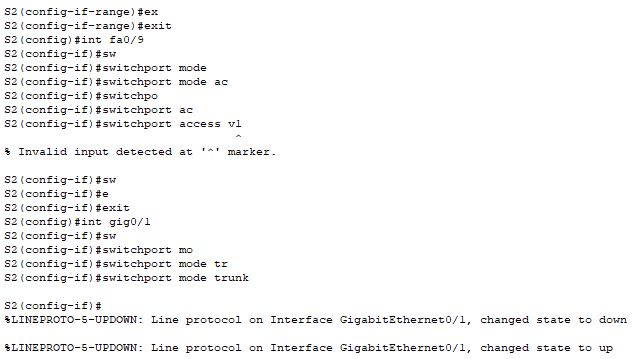 S2(config-if-range)#ex
S2(config-if-range)#exit
S2(config)#int fa0/9
S2(config-if)#sw
S2(config-if)#switchport mode
S2(config-if)#switchport mode ac
S2(config-if)#switchpo
S2(config-if)#switchport ac
S2(config-if)#switchport access vl
^
% Invalid input detected at '^' marker.
S2(config-if)#sw
S2(config-if)#e
S2(config-if)#exit
S2(config)#int gig0/1
S2(config-if)#sw
S2(config-if)#switchport mo
S2(config-if)#switchport mode tr
S2(config-if)#switchport mode trunk
S2(config-if)#
%LINEPROTO-5-UPDOWN: Line protocol on Interface GigabitEthernet0/1, changed state to down
%LINEPROTO-5-UPDOWN: Line protocol on Interface GigabitEthernet0/1, changed state to up